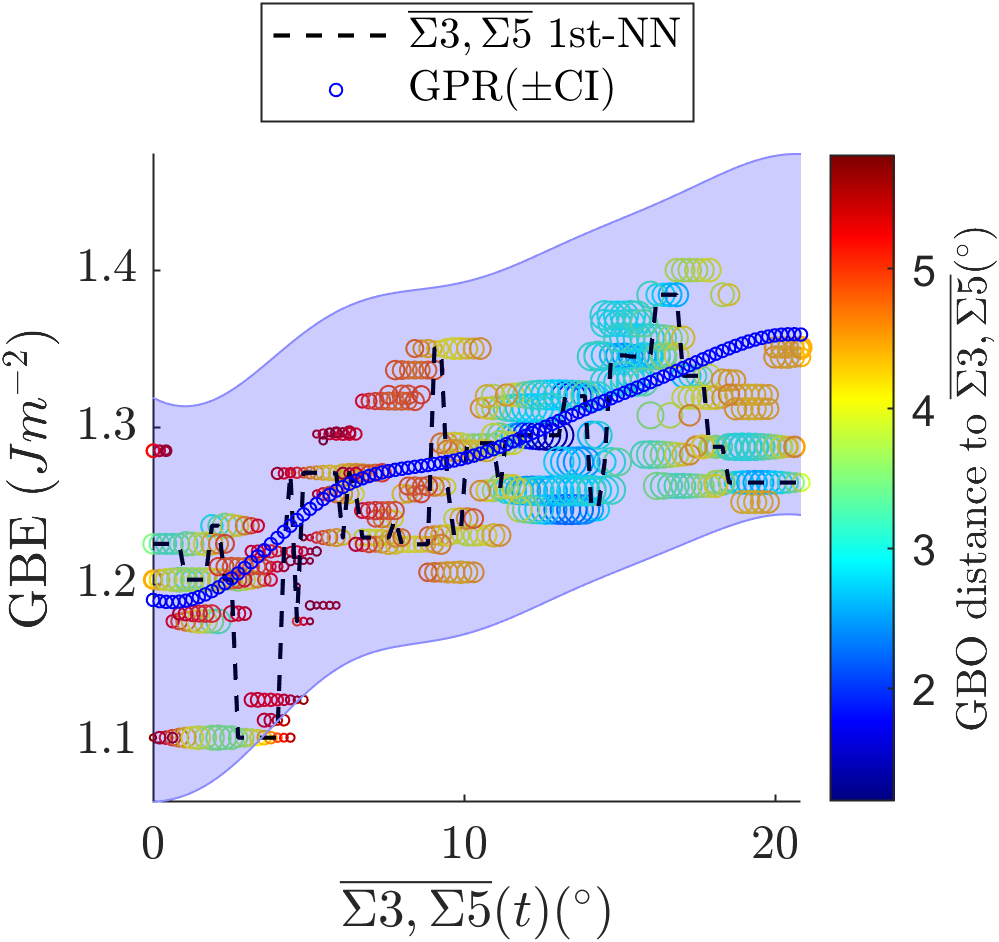 Σ3, Σ5 1st-NN
GPR(±CI)
GBE (Jm⁻²)
1.4
1.3
1.2
1.1
0
10
20
Σ3, Σ5(t)(°)
5
4
3
2
GBO distance to Σ3, Σ5(°)